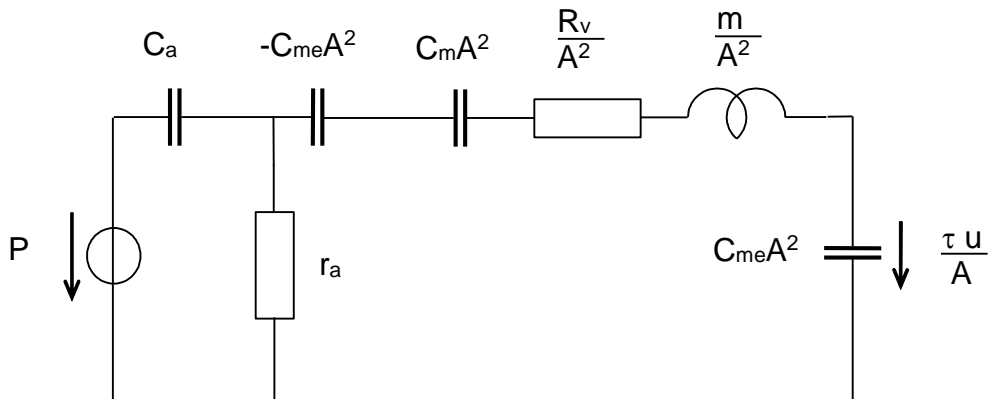 Cₐ
-CₘₑA²
CₘA²
Rᵥ
A²
m
A²
P
rₐ
CₘₑA²
τ u
A